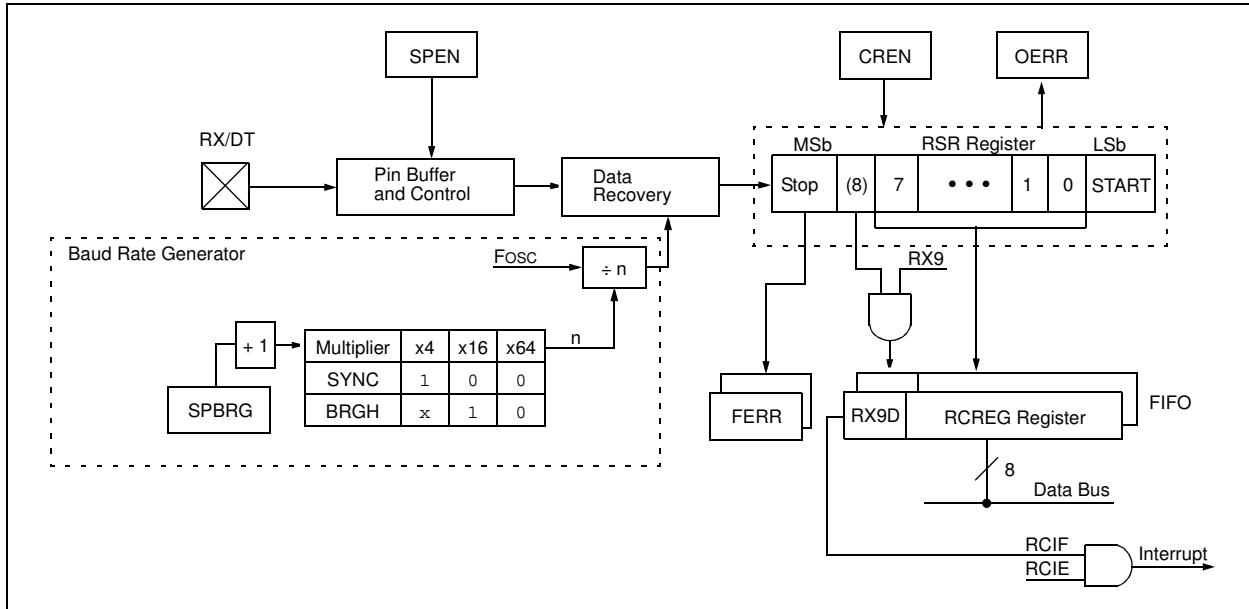 SPEN
CREN
OERR
RX/DT
MSb
RSR Register
LSb
Pin Buffer
and Control
Data
Recovery
Stop
(8)
7
• • •
1
0
START
Baud Rate Generator
FOSC
÷ n
RX9
n
+ 1
Multiplier x4 x16 x64
SYNC 1 0 0
BRGH x 1 0
SPBRG
FERR
RX9D
RCREG Register
FIFO
8
Data Bus
RCIF
RCIE
Interrupt